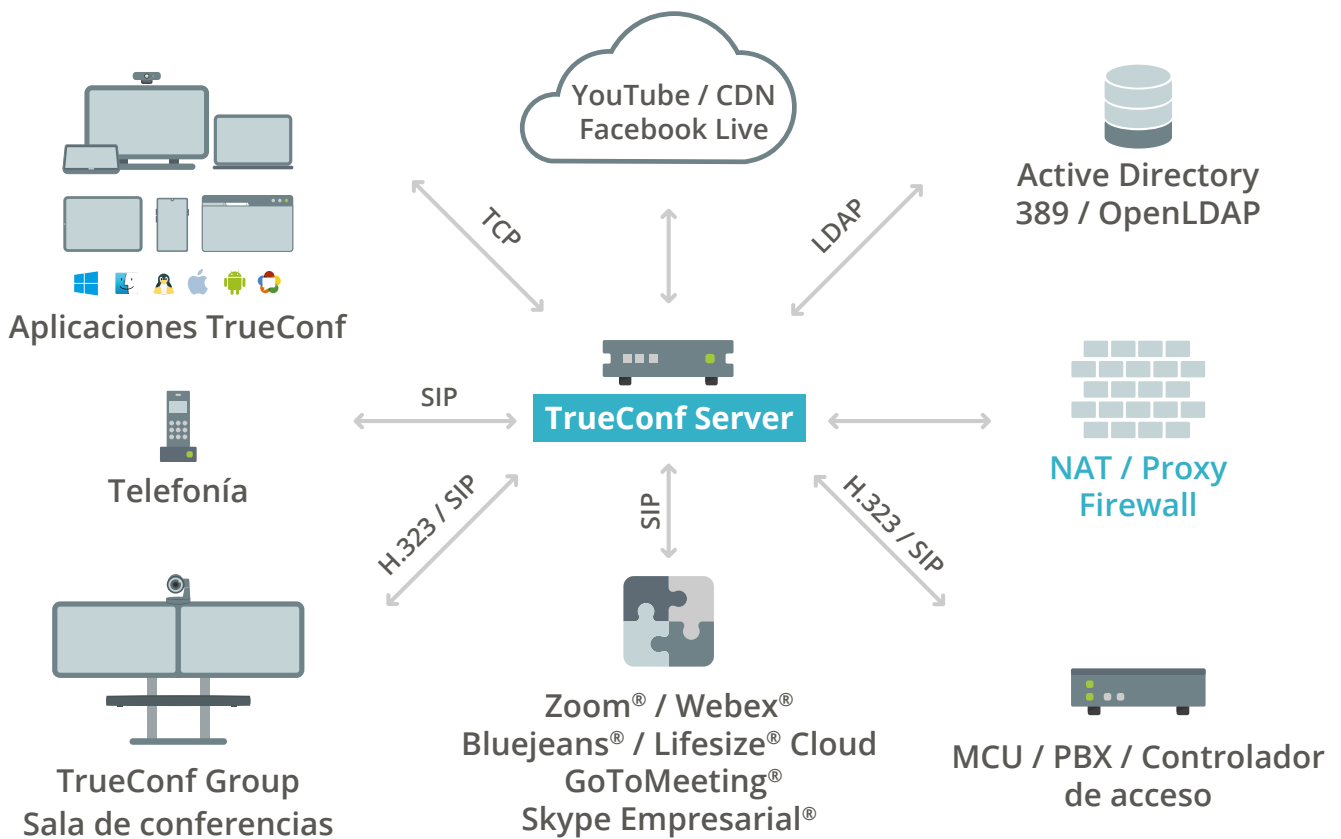 YouTube / CDN
Facebook Live
Active Directory
389 / OpenLDAP
TCP
LDAP
Aplicaciones TrueConf
SIP
TrueConf Server
Telefonía
NAT / Proxy
Firewall
H.323 / SIP
SIP
H.323 / SIP
TrueConf Group
Sala de conferencias
Zoom® / Webex®
Bluejeans® / Lifesize® Cloud
GoToMeeting®
Skype Empresarial®
MCU / PBX / Controlador
de acceso